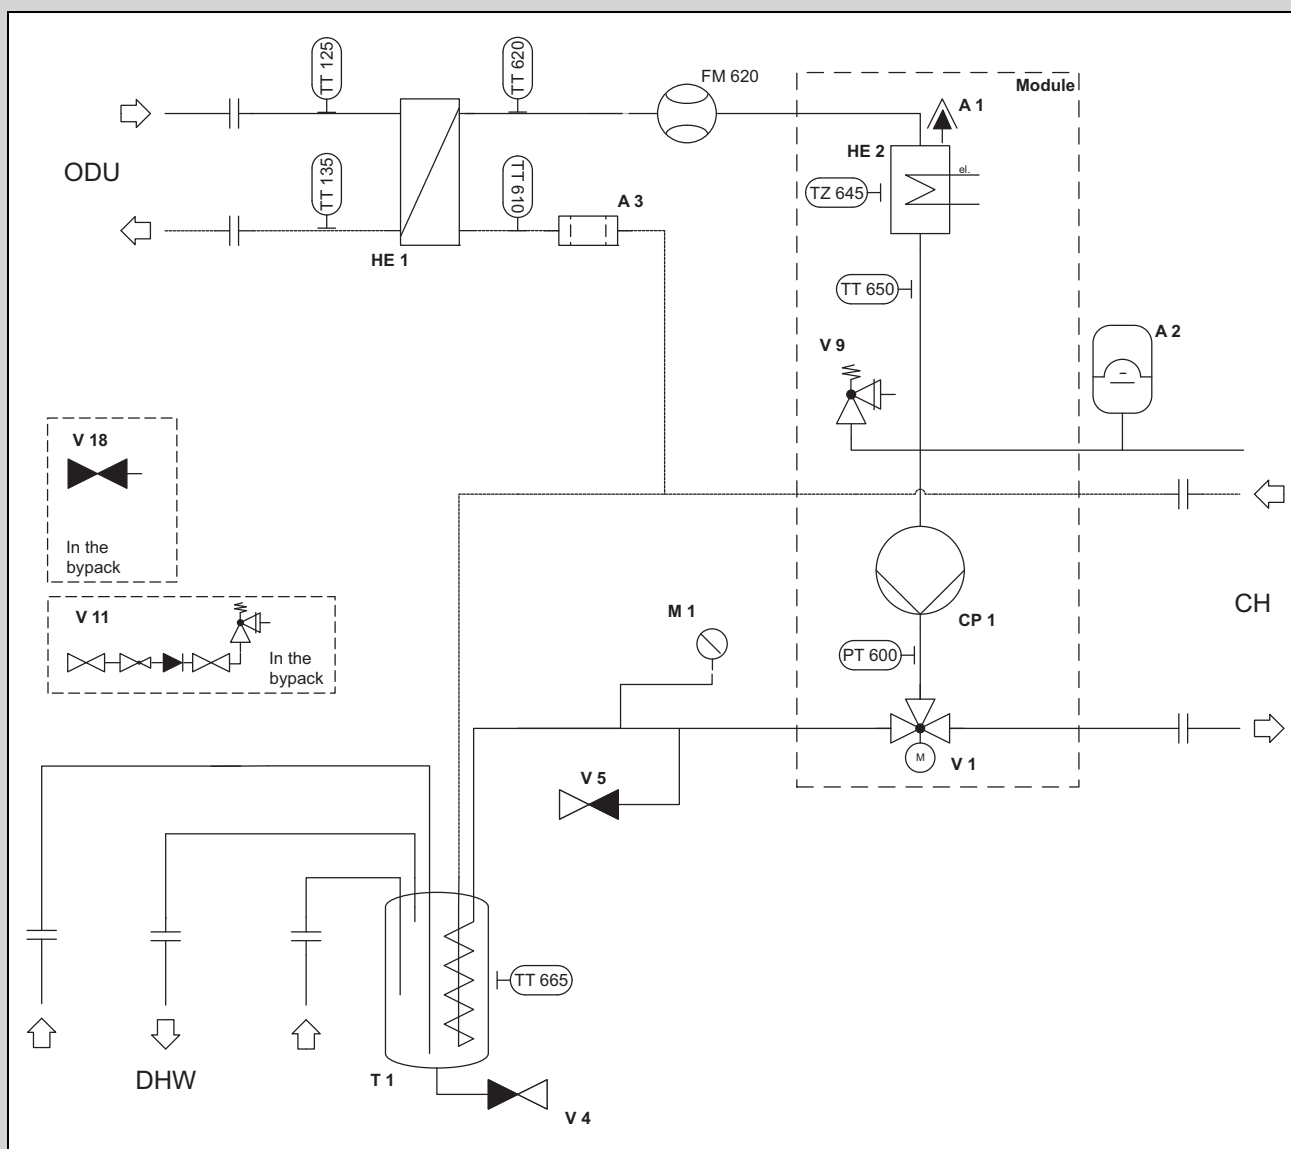 TT 125
TT 620
FM 620
Module
A 1
ODU
HE 2
el.
TT 135
TT 610
A 3
TZ 645
HE 1
TT 650
V 9
A 2
V 18
In the
bypack
CH
V 11
In the
bypack
M 1
CP 1
PT 600
M
V 1
V 5
TT 665
DHW
T 1
V 4